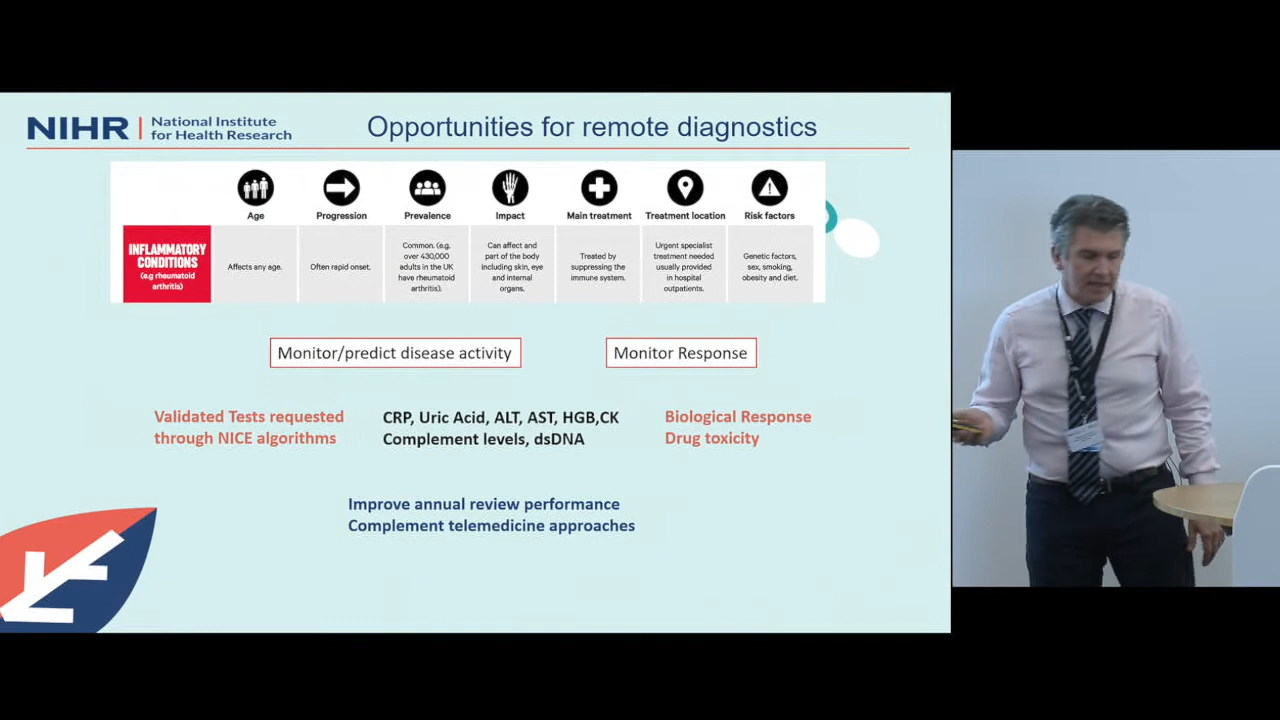 NIHR
National Institute
for Health Research
Opportunities for remote diagnostics
Age
Progression
Prevalence
Impact
Main treatment
Treatment location
Risk factors
INFLAMMATORY
CONDITIONS
(e.g rheumatoid
arthritis)
Affects any age.
Often rapid onset.
Common. (e.g.
over 430,000
adults in the UK
have rheumatoid
arthritis).
Can affect and
part of the body
including skin, eye
and internal
organs.
Treated by
suppressing the
immune system.
Urgent specialist
treatment needed
usually provided
in hospital
outpatients.
Genetic factors,
sex, smoking,
obesity and diet.
Monitor/predict disease activity
Monitor Response
Validated Tests requested
through NICE algorithms
CRP, Uric Acid, ALT, AST, HGB,CK
Complement levels, dsDNA
Biological Response
Drug toxicity
Improve annual review performance
Complement telemedicine approaches